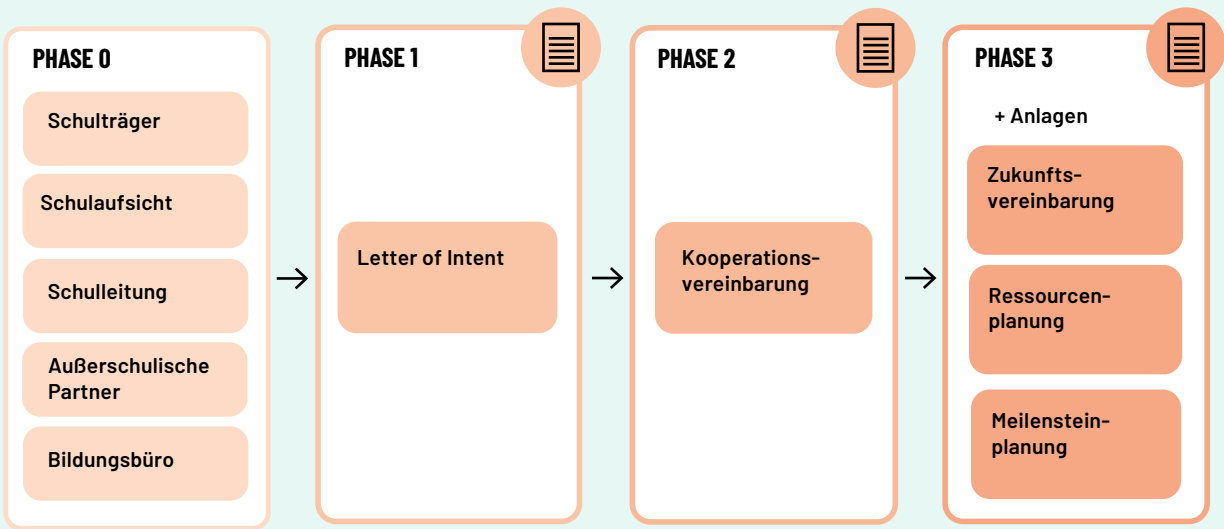 PHASE 0
Schulträger
Schulaufsicht
Schulleitung
Außerschulische
Partner
Bildungsbüro
PHASE 1
Letter of Intent
PHASE 2
Kooperations-
vereinbarung
PHASE 3
+ Anlagen
Zukunfts-
vereinbarung
Ressourcen-
planung
Meilenstein-
planung